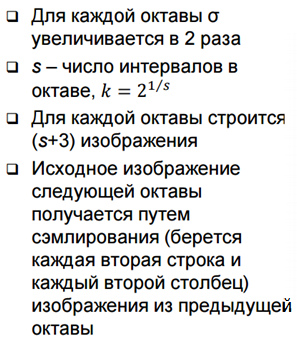 ❑ Для каждой октавы σ
увеличивается в 2 раза
❑ s – число интервалов в
октаве, k = 2^{1/s}
❑ Для каждой октавы строится
(s+3) изображения
❑ Исходное изображение
следующей октавы
получается путем
сэмлирования (берется
каждая вторая строка и
каждый второй столбец)
изображения из предыдущей
октавы